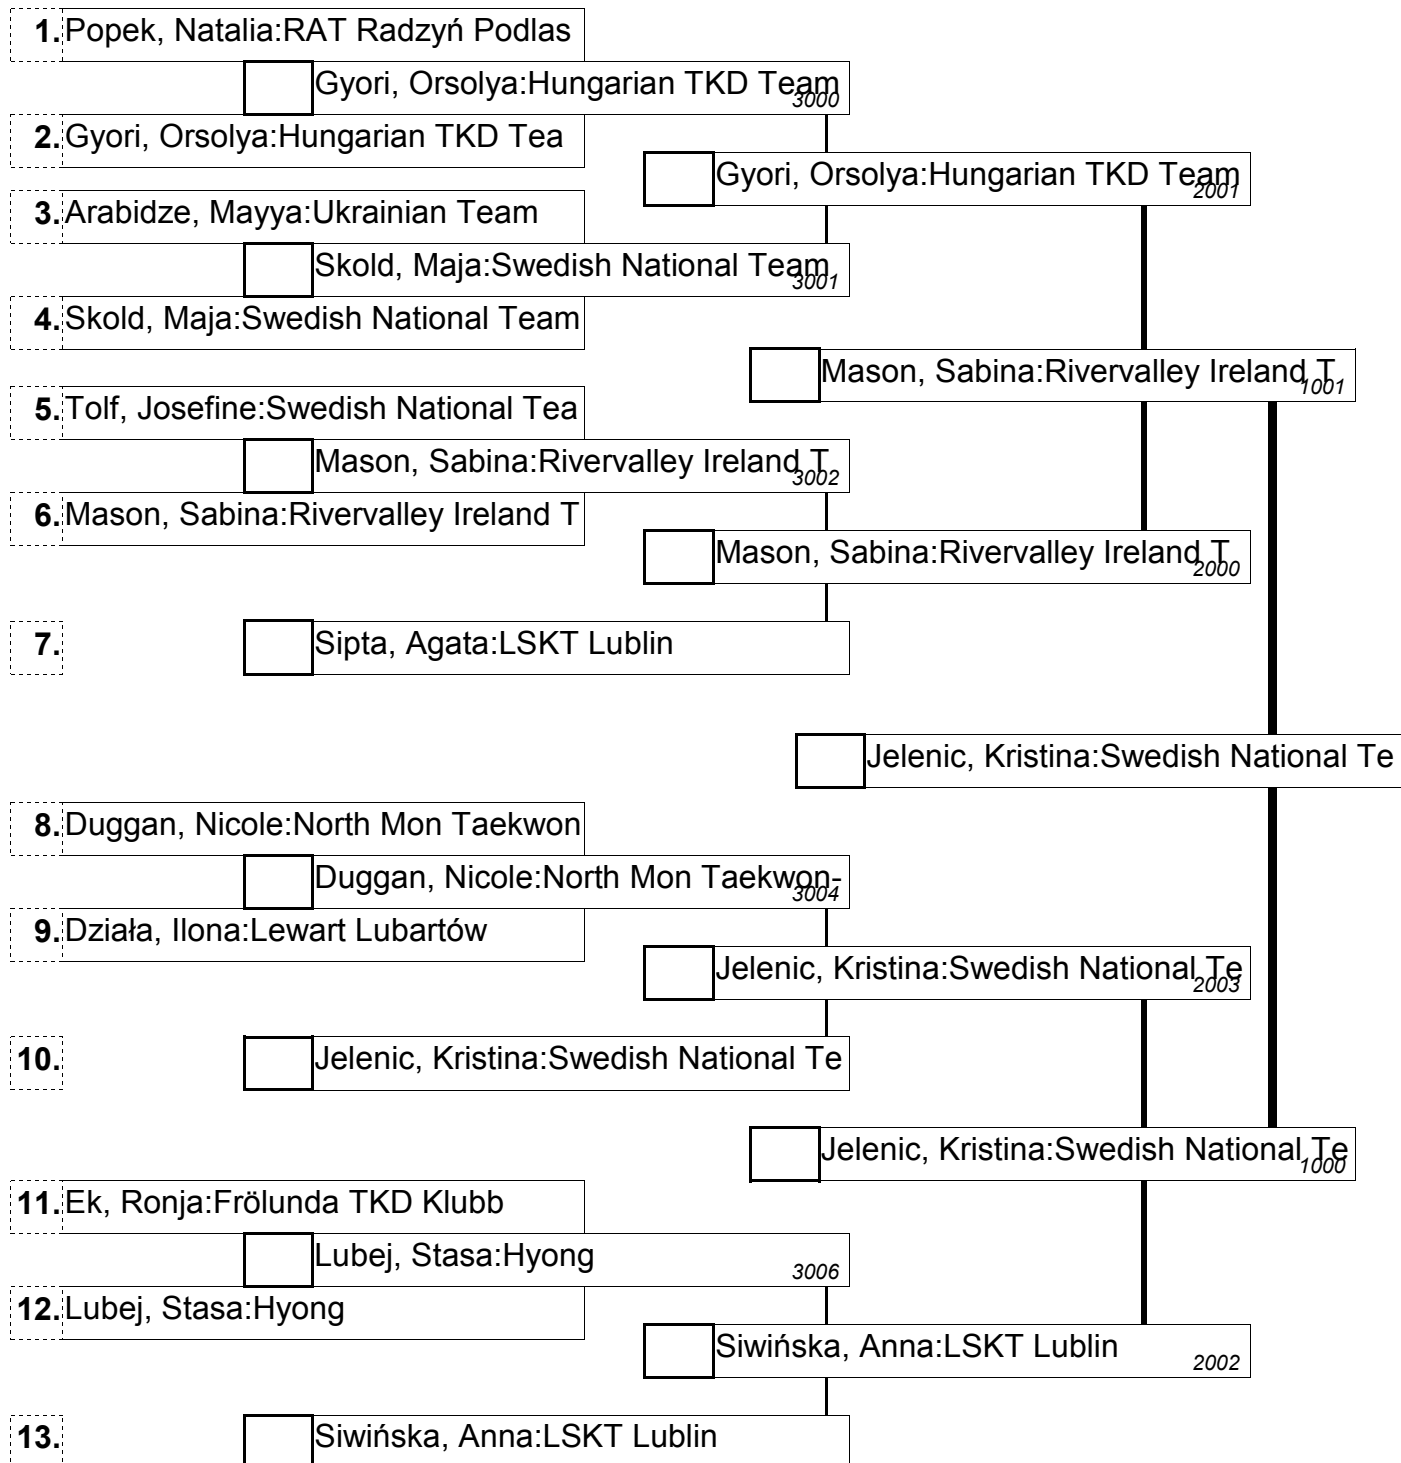 1. Popek, Natalia:RAT Radzyń Podlas
Gyori, Orsolya:Hungarian TKD Team
3000
2. Gyori, Orsolya:Hungarian TKD Tea
Gyori, Orsolya:Hungarian TKD Team
2001
3. Arabidze, Mayya:Ukrainian Team
Skold, Maja:Swedish National Team
3001
4. Skold, Maja:Swedish National Team
Mason, Sabina:Rivervalley Ireland T
1001
5. Tolf, Josefine:Swedish National Tea
Mason, Sabina:Rivervalley Ireland T
3002
6. Mason, Sabina:Rivervalley Ireland T
Mason, Sabina:Rivervalley Ireland T
2000
7. Sipta, Agata:LSKT Lublin
Jelenic, Kristina:Swedish National Te
8. Duggan, Nicole:North Mon Taekwon
Duggan, Nicole:North Mon Taekwon-
3004
9. Działa, Ilona:Lewart Lubartów
Jelenic, Kristina:Swedish National Te
2003
10. Jelenic, Kristina:Swedish National Te
Jelenic, Kristina:Swedish National Te
1000
11. Ek, Ronja:Frölunda TKD Klubb
Lubej, Stasa:Hyong
3006
12. Lubej, Stasa:Hyong
Siwińska, Anna:LSKT Lublin
2002
13. Siwińska, Anna:LSKT Lublin